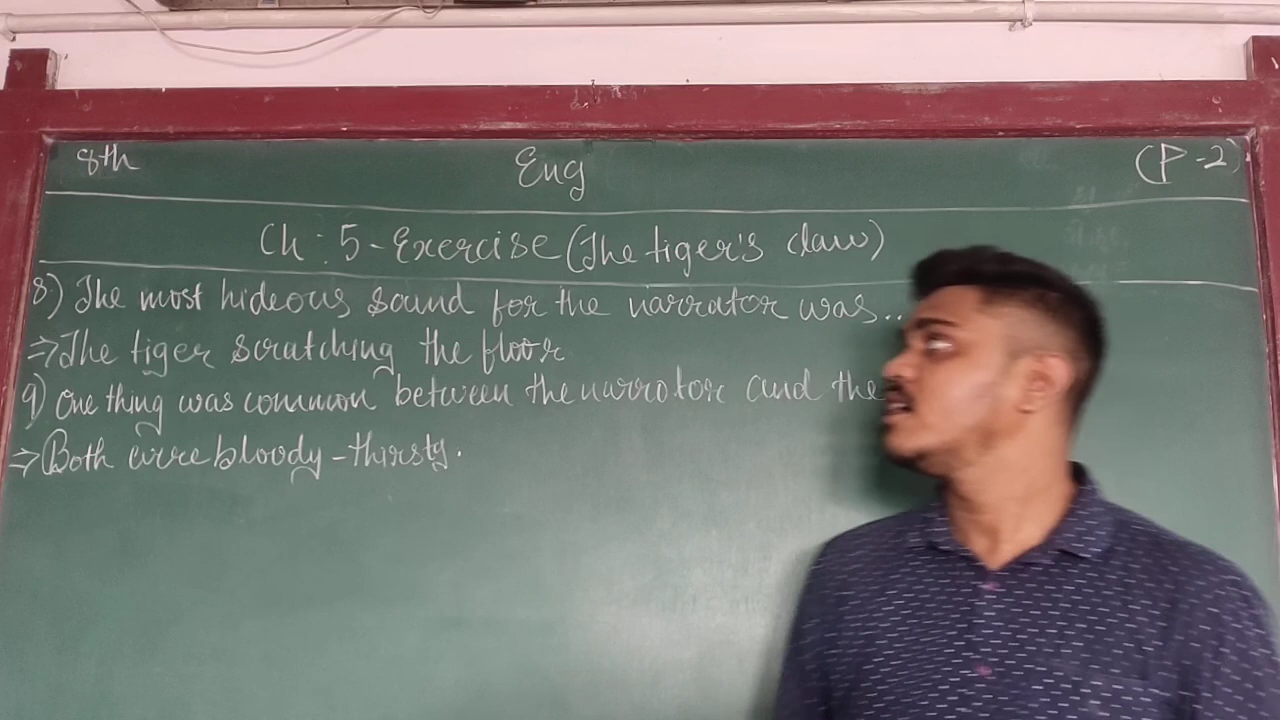 8th Eng (P-2)
Ch: 5-Exercise (The tiger's claw)
8) The most hideous sound for the narrator was..
⇒ The tiger scratching the floor
9) One thing was common between the narrator and the
⇒ Both were bloody-thirsty.